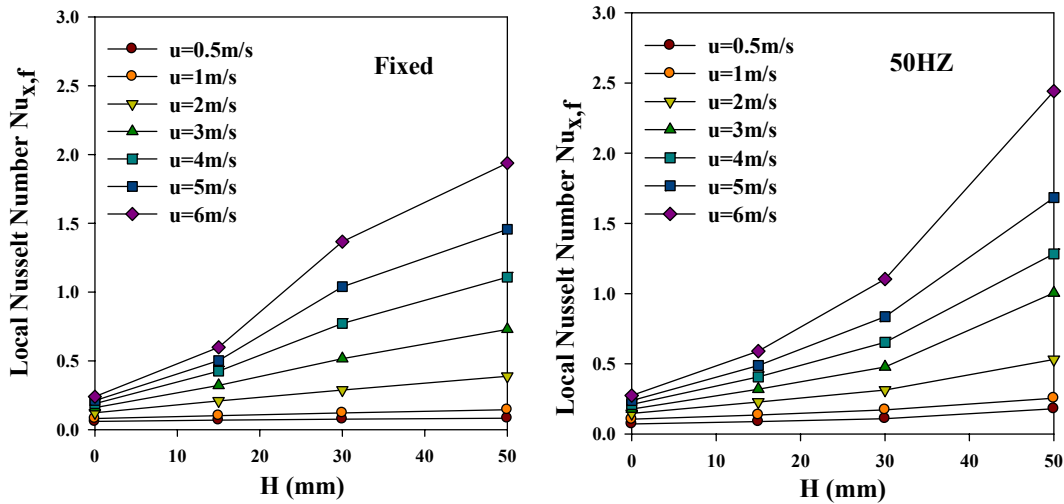 3.0
2.5
2.0
1.5
1.0
0.5
0.0
Local Nusselt Number Nux,f
u=0.5m/s
u=1m/s
u=2m/s
u=3m/s
u=4m/s
u=5m/s
u=6m/s
Fixed
0 10 20 30 40 50
H (mm)
3.0
2.5
2.0
1.5
1.0
0.5
0.0
Local Nusselt Number Nux,f
u=0.5m/s
u=1m/s
u=2m/s
u=3m/s
u=4m/s
u=5m/s
u=6m/s
50HZ
0 10 20 30 40 50
H (mm)